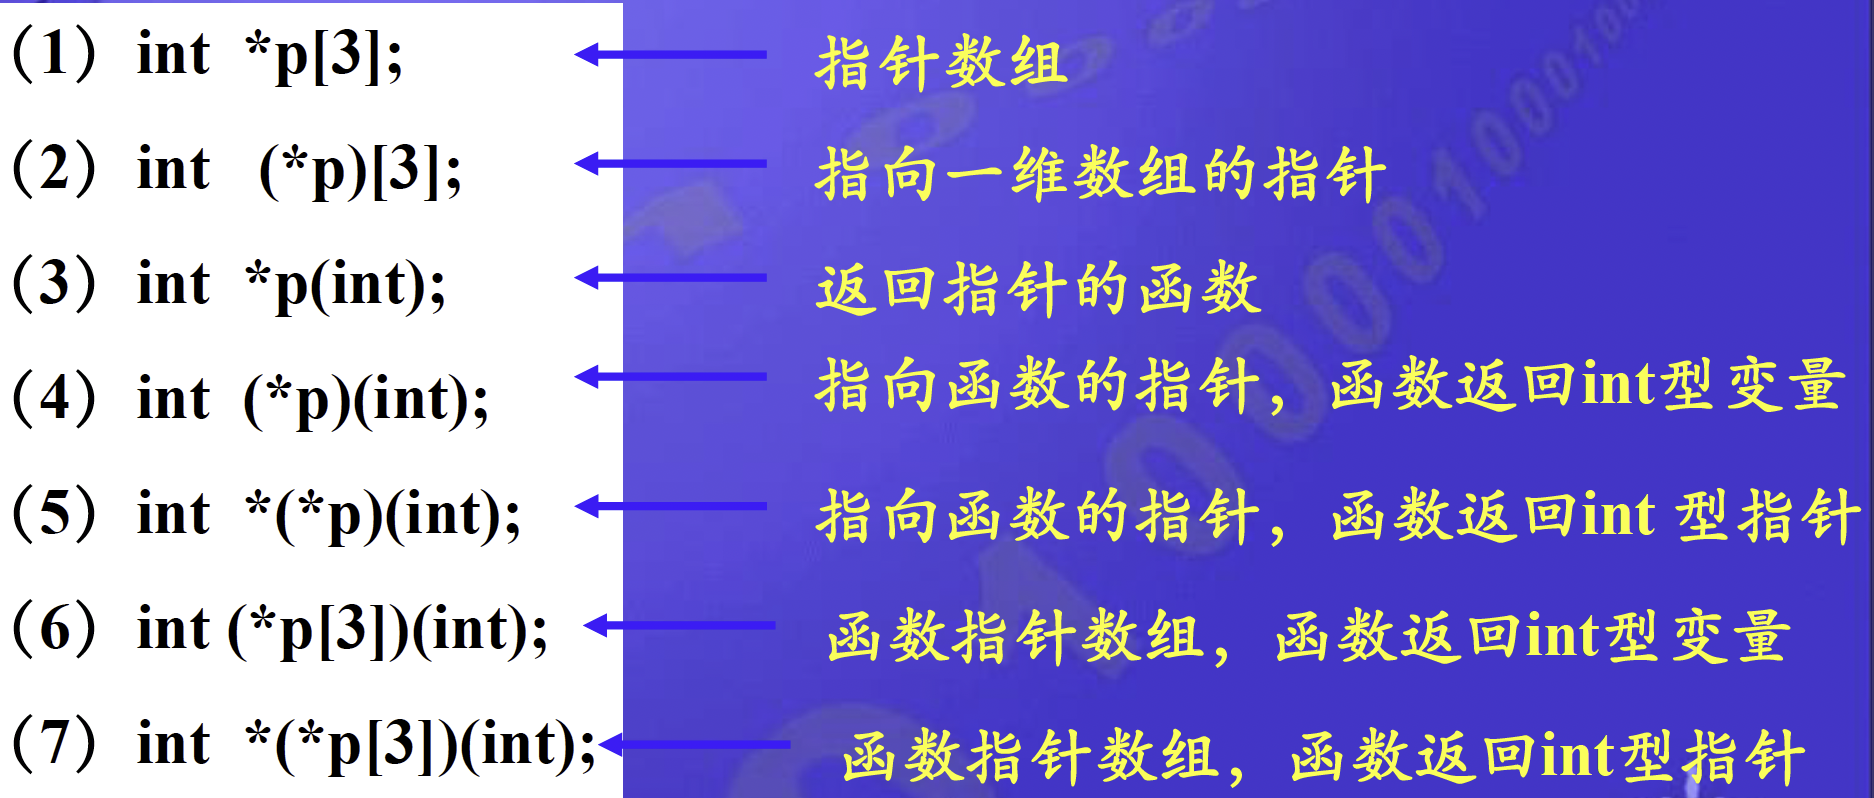 （1）int *p[3]; 指针数组
（2）int (*p)[3]; 指向一维数组的指针
（3）int *p(int); 返回指针的函数
（4）int (*p)(int); 指向函数的指针，函数返回int型变量
（5）int *(*p)(int); 指向函数的指针，函数返回int 型指针
（6）int (*p[3])(int); 函数指针数组，函数返回int型变量
（7）int *(*p[3])(int); 函数指针数组，函数返回int型指针